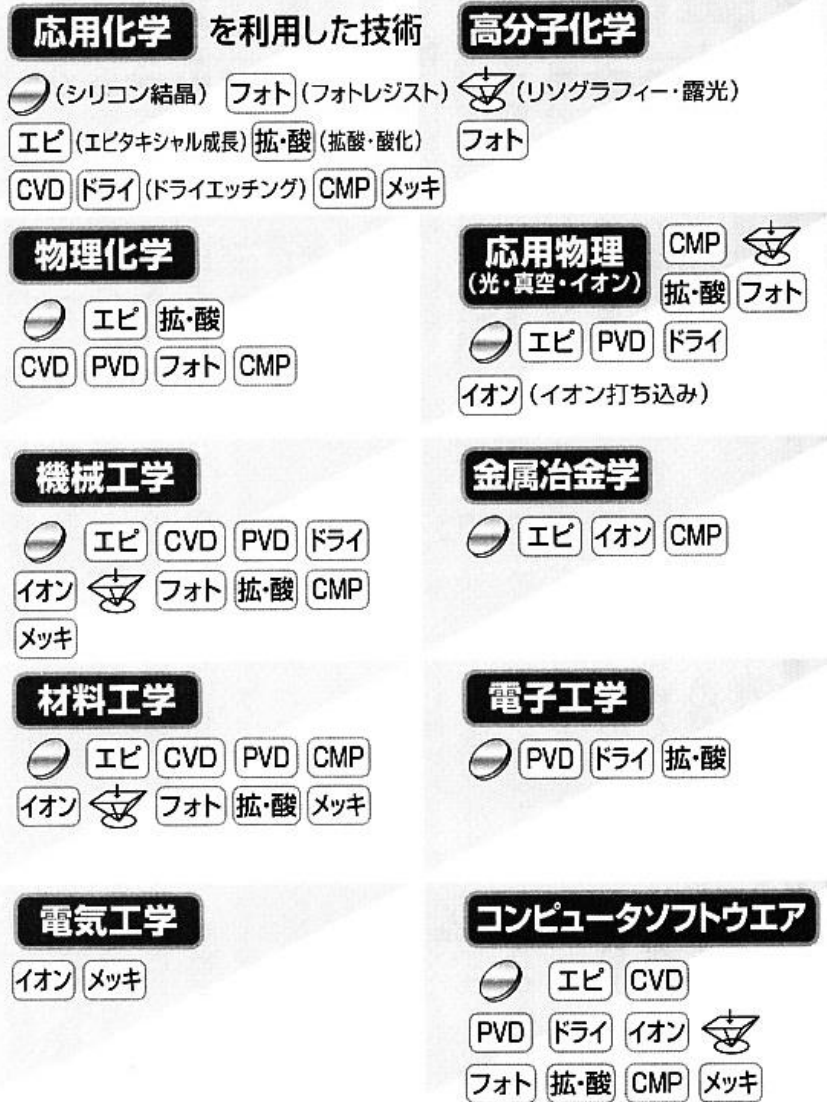 応用化学 を利用した技術
(シリコン結晶) フォト (フォトレジスト)
エピ (エピタキシャル成長) 拡・酸 (拡酸・酸化)
CVD ドライ (ドライエッチング) CMP メッキ
高分子化学
(リソグラフィー・露光)
フォト
物理化学
エピ 拡・酸
CVD PVD フォト CMP
応用物理
(光・真空・イオン)
CMP
拡・酸 フォト
エピ PVD ドライ
イオン (イオン打ち込み)
機械工学
エピ CVD PVD ドライ
イオン フォト 拡・酸 CMP
メッキ
金属冶金学
エピ イオン CMP
材料工学
エピ CVD PVD CMP
イオン フォト 拡・酸 メッキ
電子工学
PVD ドライ 拡・酸
電気工学
イオン メッキ
コンピュータソフトウエア
エピ CVD
PVD ドライ イオン
フォト 拡・酸 CMP メッキ